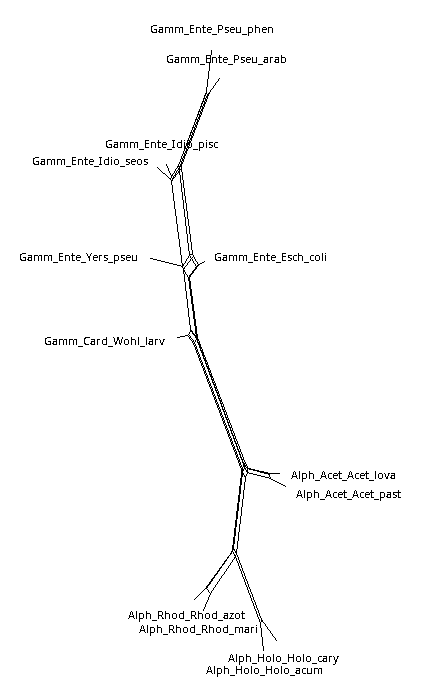 Gamm_Ente_Pseu_phen
Gamm_Ente_Pseu_arab
Gamm_Ente_Idio_pisc
Gamm_Ente_Idio_seos
Gamm_Ente_Yers_pseu
Gamm_Ente_Esch_coli
Gamm_Card_Wohl_larv
Alph_Acet_Acet_lova
Alph_Acet_Acet_past
Alph_Rhod_Rhod_azot
Alph_Rhod_Rhod_mari
Alph_Holo_Holo_cary
Alph_Holo_Holo_acum